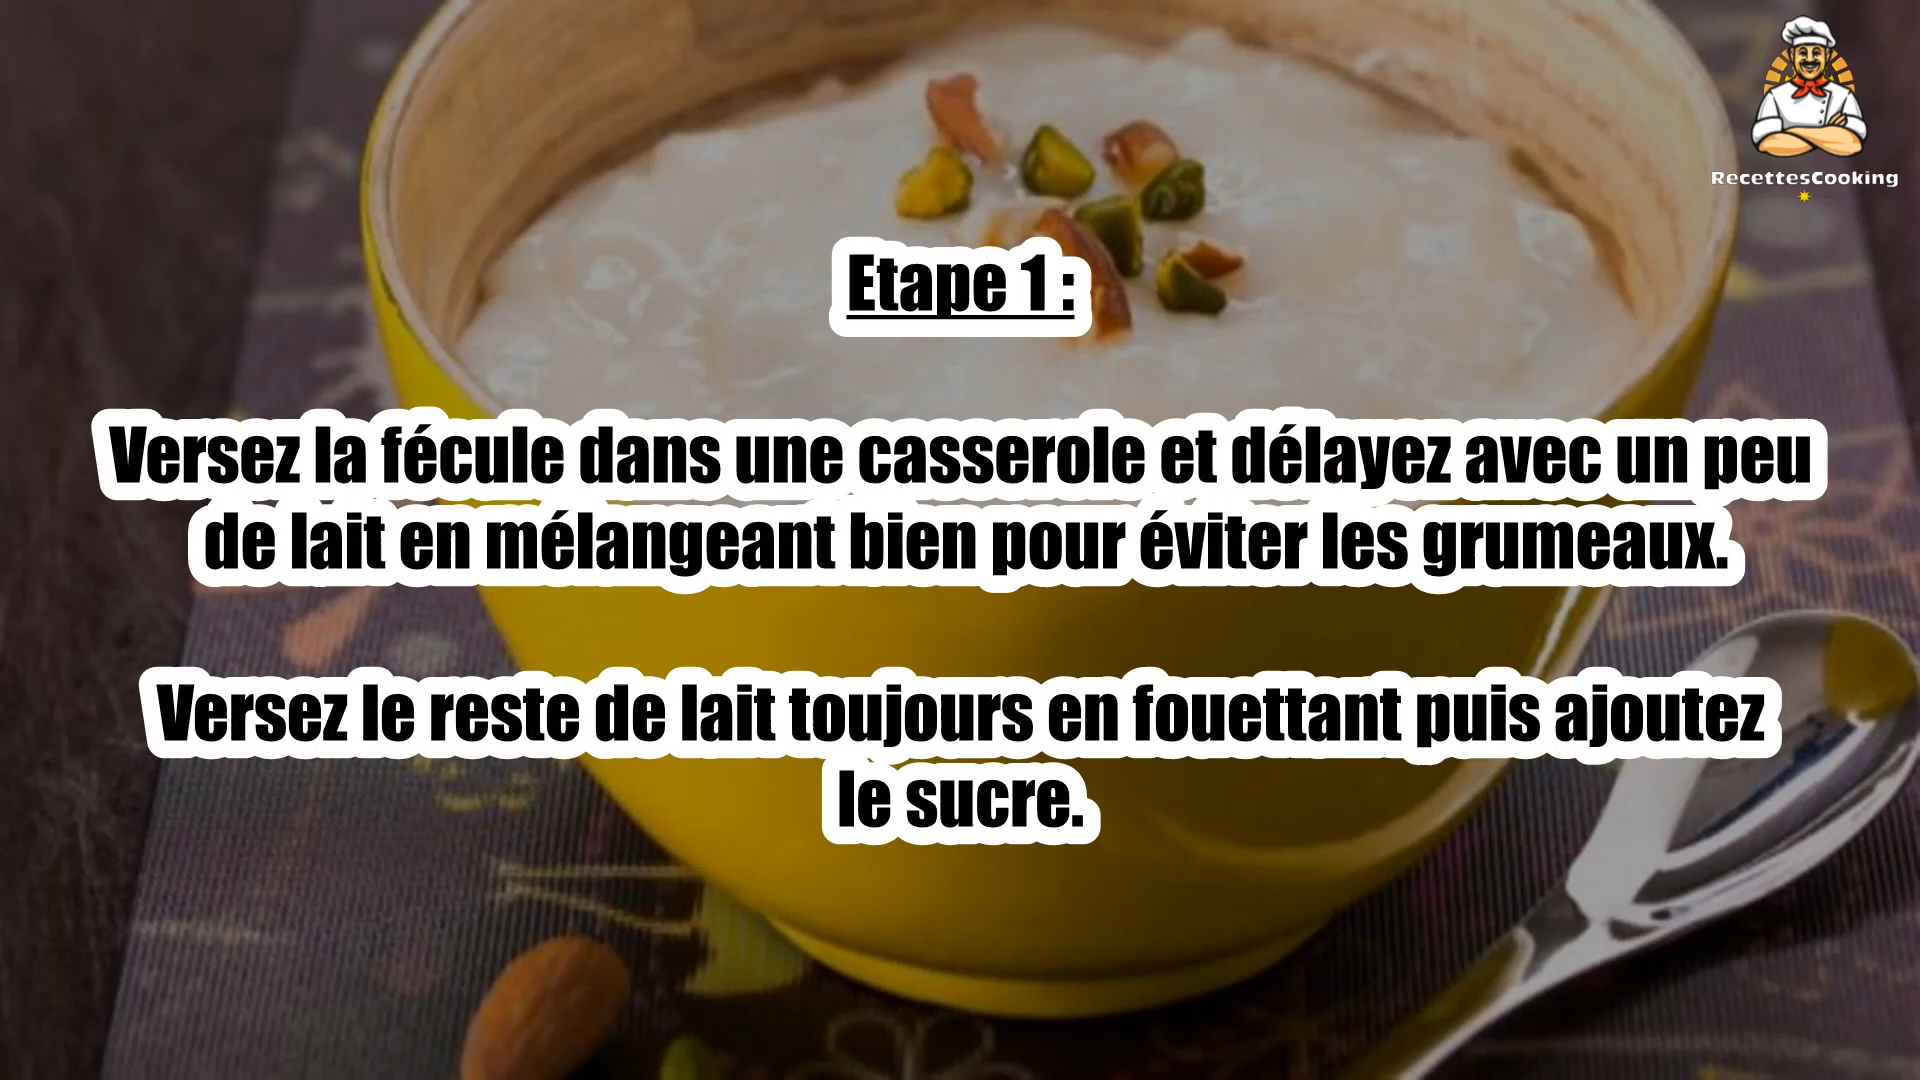 RecettesCooking
Etape 1 :
Versez la fécule dans une casserole et délayez avec un peu
de lait en mélangeant bien pour éviter les grumeaux.
Versez le reste de lait toujours en fouettant puis ajoutez
le sucre.